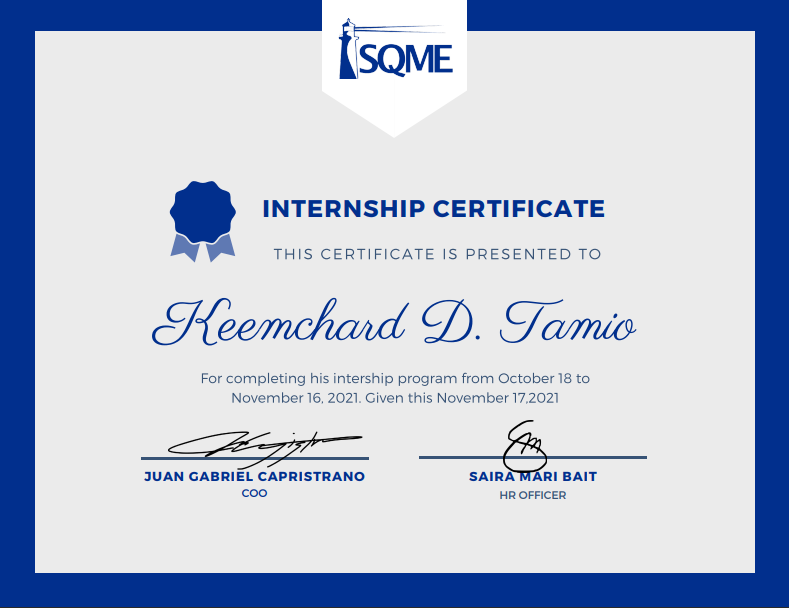 SQME
INTERNSHIP CERTIFICATE
THIS CERTIFICATE IS PRESENTED TO
Keemchard D. Tamio
For completing his intership program from October 18 to
November 16, 2021. Given this November 17,2021
JUAN GABRIEL CAPRISTRANO
COO
SAIRA MARI BAIT
HR OFFICER